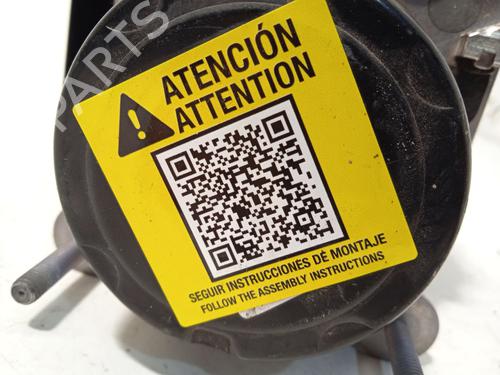 PARTS
ATENCIÓN
ATTENTION
SEGUIR INSTRUCCIONES DE MONTAJE
FOLLOW THE ASSEMBLY INSTRUCTIONS